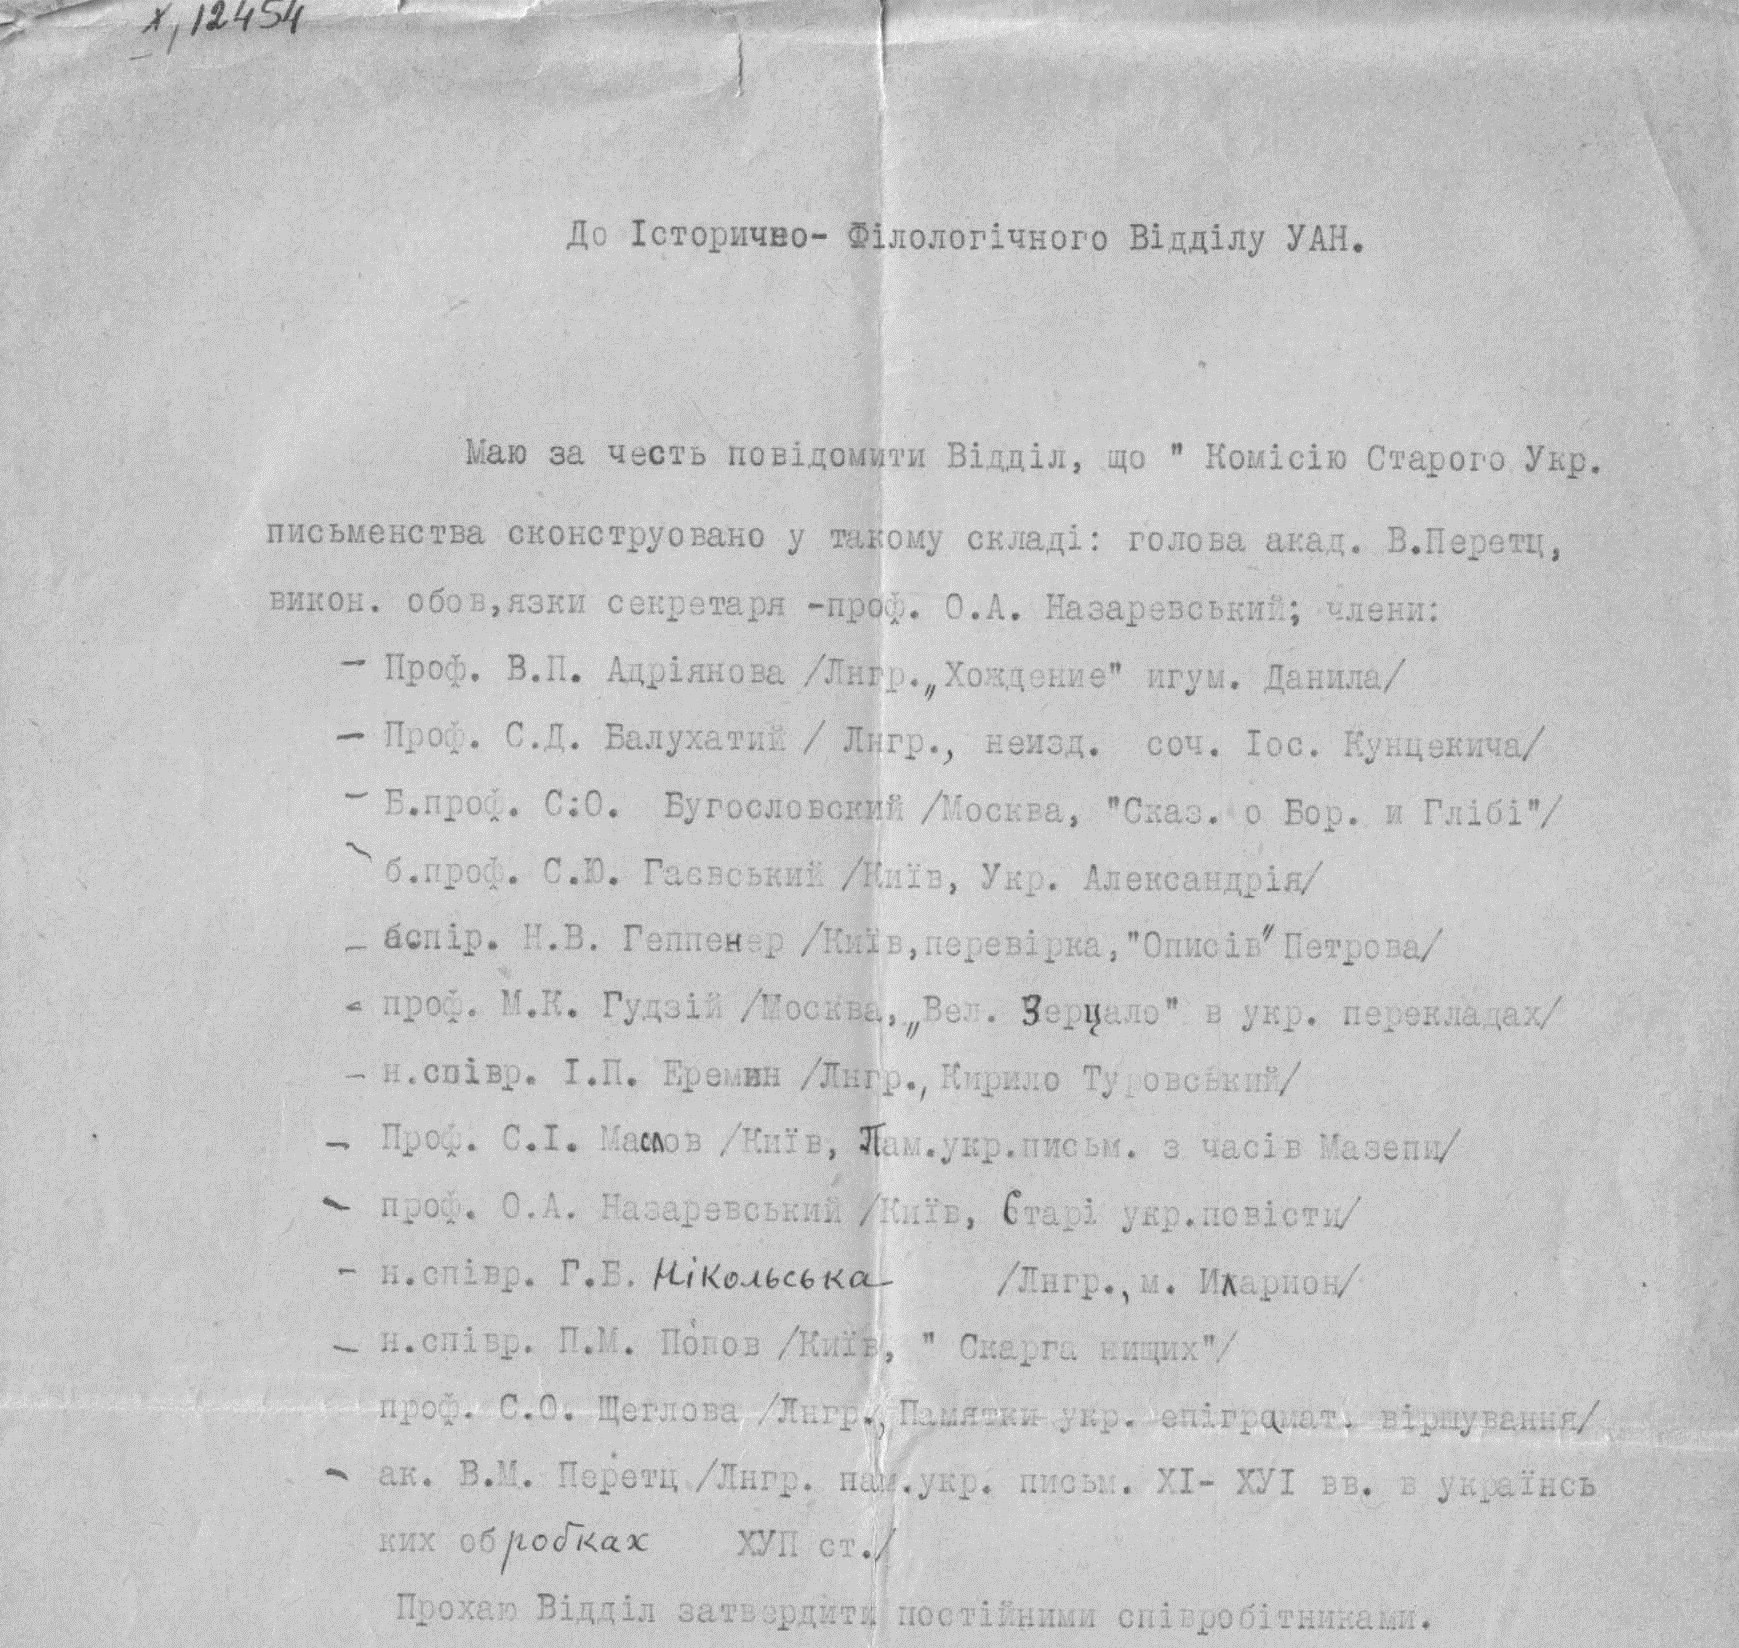 X, 12454
До Історично- Філологічного Відділу УАН.
Маю за честь повідомити Відділ, що " Комісію Старого Укр.
письменства сконструовано у такому складі: голова акад. В.Перетц,
викон. обов,язки секретаря -проф. О.А. Назаревський; члени:
— Проф. В.П. Адріянова /Лнгр.„Хождение" игум. Данила/
— Проф. С.Д. Балухатий / Лнгр., неизд. соч. Іос. Кунцекича/
— Б.проф. С:О. Бугословский /Москва, "Сказ. о Бор. и Глібі"/
— б.проф. С.Ю. Гаєвський /Київ, Укр. Александрія/
— аспір. Н.В. Геппенер /Київ,перевірка,"Описів" Петрова/
— проф. М.К. Гудзій /Москва,„Вел. Зерцало" в укр. перекладах/
— н.співр. І.П. Еремин /Лнгр., Кирило Туровський/
— Проф. С.І. Маслов /Київ, Пам.укр.письм. з часів Мазепи/
— проф. О.А. Назаревський /Київ, Старі укр.повісти/
— н.співр. Г.Б. Нікольська /Лнгр., м. Иларион/
— н.співр. П.М. Попов /Київ, " Скарга нищих"/
проф. С.О. Щеглова /Лнгр., Памятки укр. епіграмат. віршування/
— ак. В.М. Перетц /Лнгр. пам.укр. письм. ХІ- ХУІ вв. в українсь
ких обробках ХУП ст./
Прохаю Відділ затвердити постійними співробітниками.